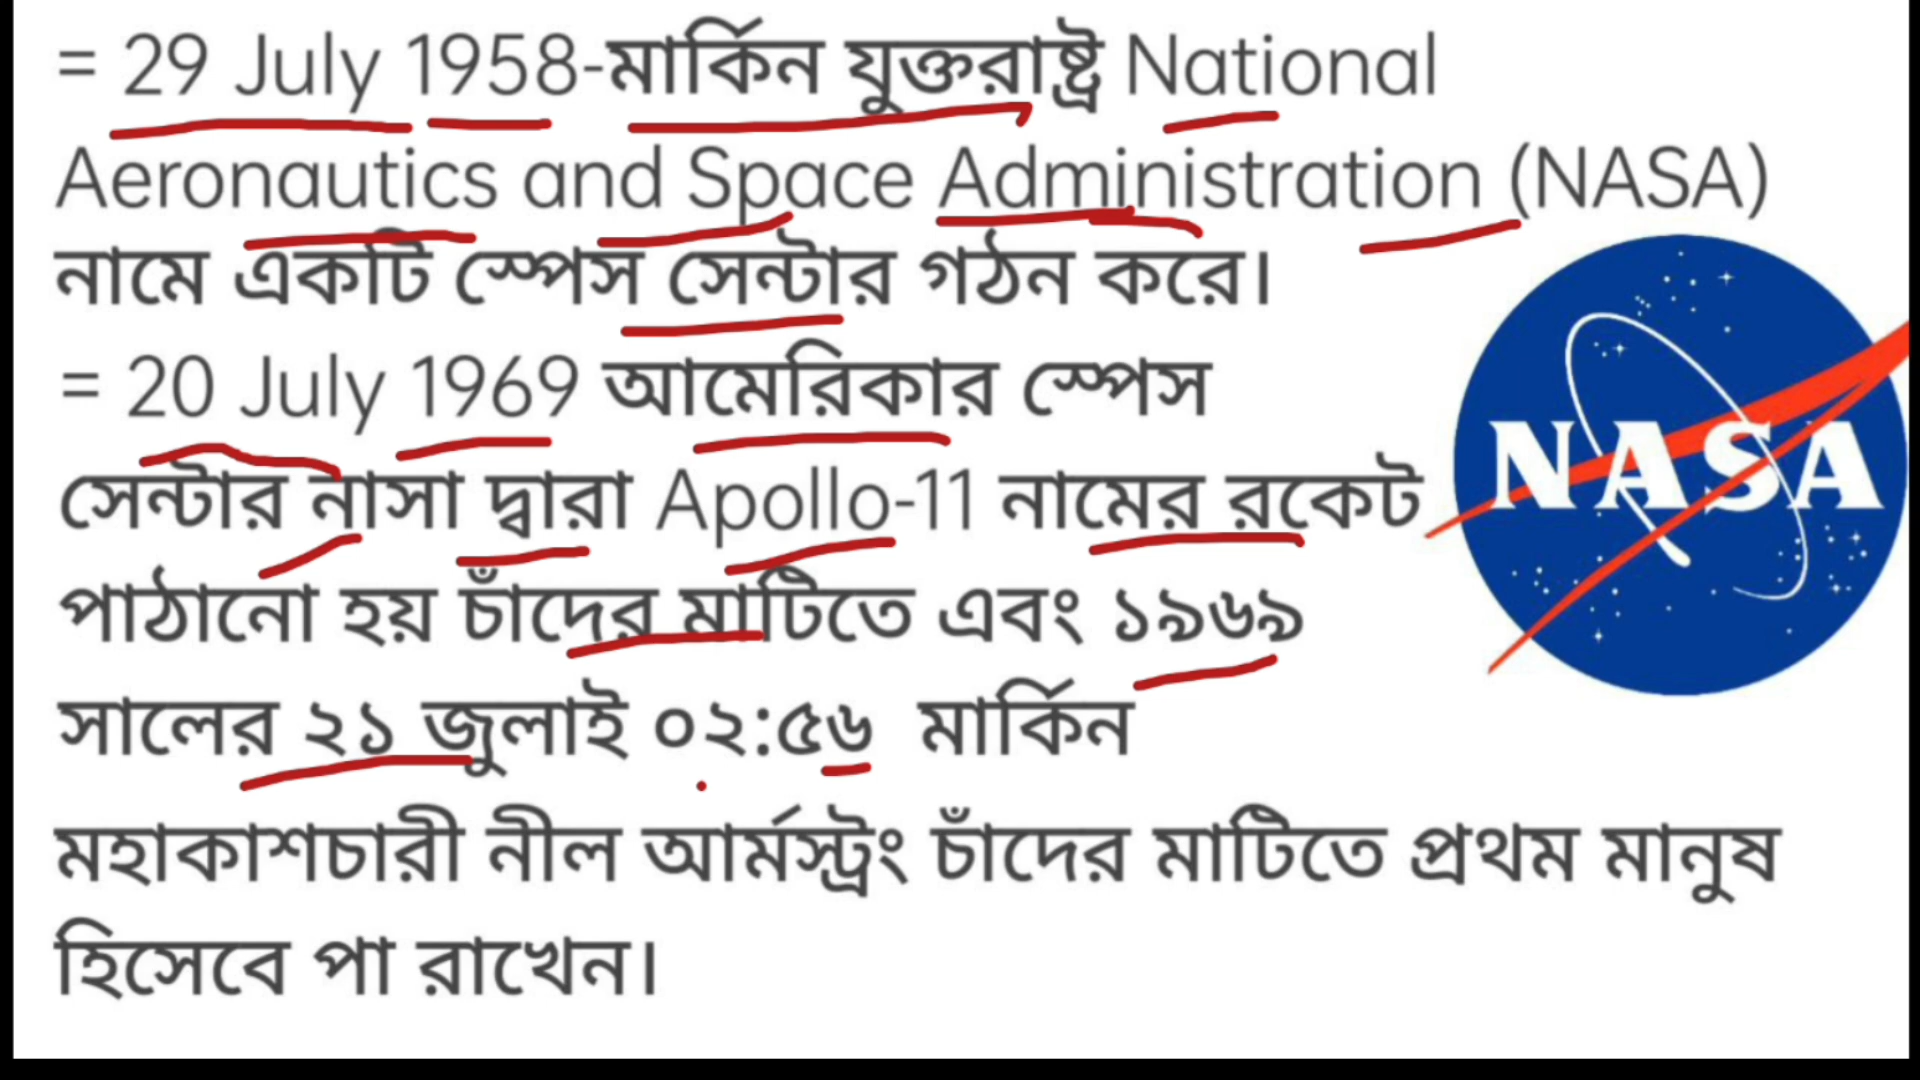 = 29 July 1958-মার্কিন যুক্তরাষ্ট্র National
Aeronautics and Space Administration (NASA)
নামে একটি স্পেস সেন্টার গঠন করে।
= 20 July 1969 আমেরিকার স্পেস
সেন্টার নাসা দ্বারা Apollo-11 নামের রকেট
পাঠানো হয় চাঁদের মাটিতে এবং ১৯৬৯
সালের ২১ জুলাই ০২:৫৬ মার্কিন
মহাকাশচারী নীল আর্মস্ট্রং চাঁদের মাটিতে প্রথম মানুষ
হিসেবে পা রাখেন।
NASA